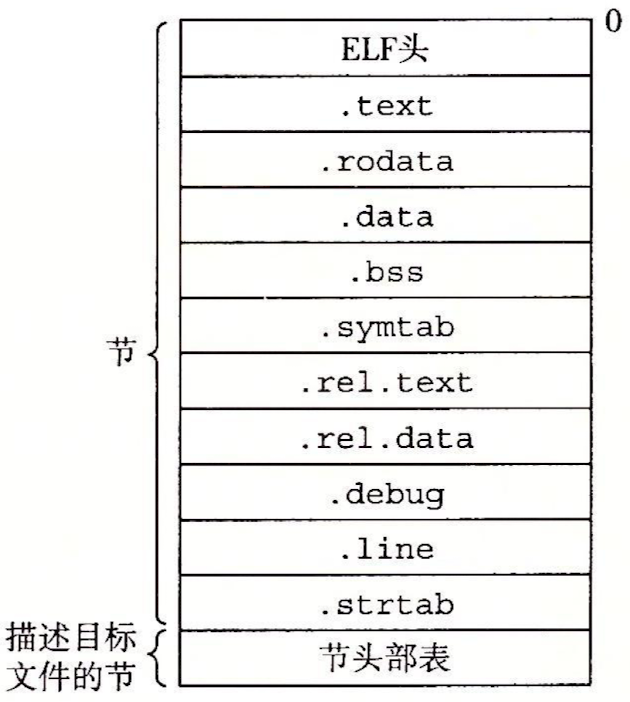 0
ELF头
.text
.rodata
.data
.bss
.symtab
节
.rel.text
.rel.data
.debug
.line
.strtab
描述目标
文件的节
节头部表